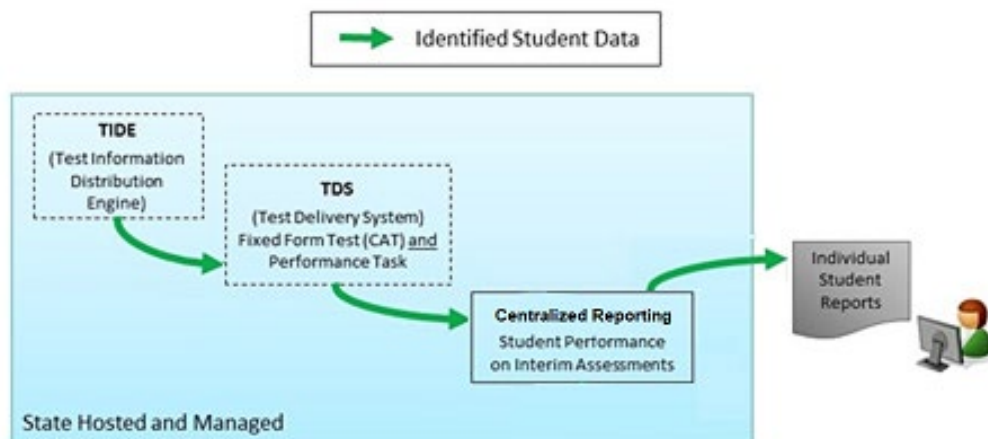 Identified Student Data
TIDE
(Test Information
Distribution
Engine)
TDS
(Test Delivery System)
Fixed Form Test (CAT) and
Performance Task
Centralized Reporting
Student Performance
on Interim Assessments
Individual
Student
Reports
State Hosted and Managed